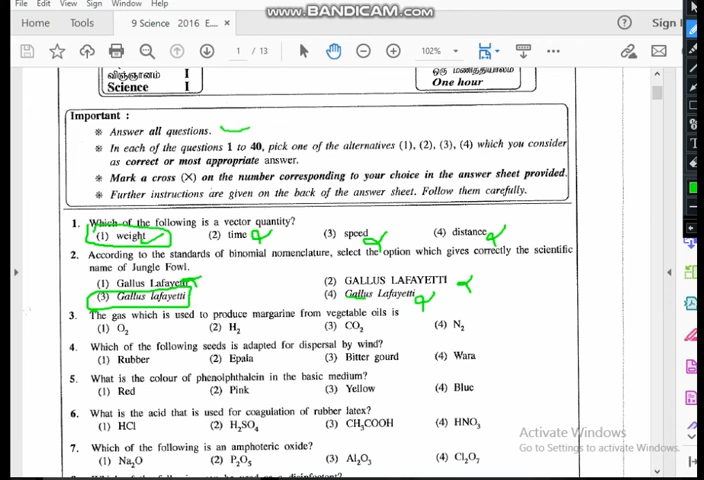 File Edit View Sign Window Help
www.BANDICAM.com
Home Tools 9 Science 2016 E... × Sign I
1 / 13 102%
விஞ்ஞானம் I
Science I
ஒரு மணித்தியாலம்
One hour
Important :
* Answer all questions.
* In each of the questions 1 to 40, pick one of the alternatives (1), (2), (3), (4) which you consider
as correct or most appropriate answer.
* Mark a cross (X) on the number corresponding to your choice in the answer sheet provided.
* Further instructions are given on the back of the answer sheet. Follow them carefully.
1. Which of the following is a vector quantity?
(1) weight (2) time (3) speed (4) distance
2. According to the standards of binomial nomenclature, select the option which gives correctly the scientific
name of Jungle Fowl.
(1) Gallus Lafayetti (2) GALLUS LAFAYETTI
(3) Gallus lafayetti (4) Gallus Lafayetti
3. The gas which is used to produce margarine from vegetable oils is
(1) O₂ (2) H₂ (3) CO₂ (4) N₂
4. Which of the following seeds is adapted for dispersal by wind?
(1) Rubber (2) Epala (3) Bitter gourd (4) Wara
5. What is the colour of phenolphthalein in the basic medium?
(1) Red (2) Pink (3) Yellow (4) Blue
6. What is the acid that is used for coagulation of rubber latex?
(1) HCl (2) H₂SO₄ (3) CH₃COOH (4) HNO₃
Activate Windows
Go to Settings to activate Windows.
7. Which of the following is an amphoteric oxide?
(1) Na₂O (2) P₂O₅ (3) Al₂O₃ (4) Cl₂O₇